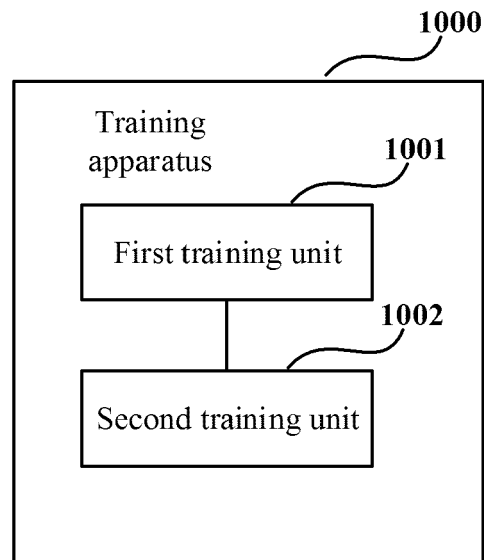 1000
Training
apparatus
1001
First training unit
1002
Second training unit